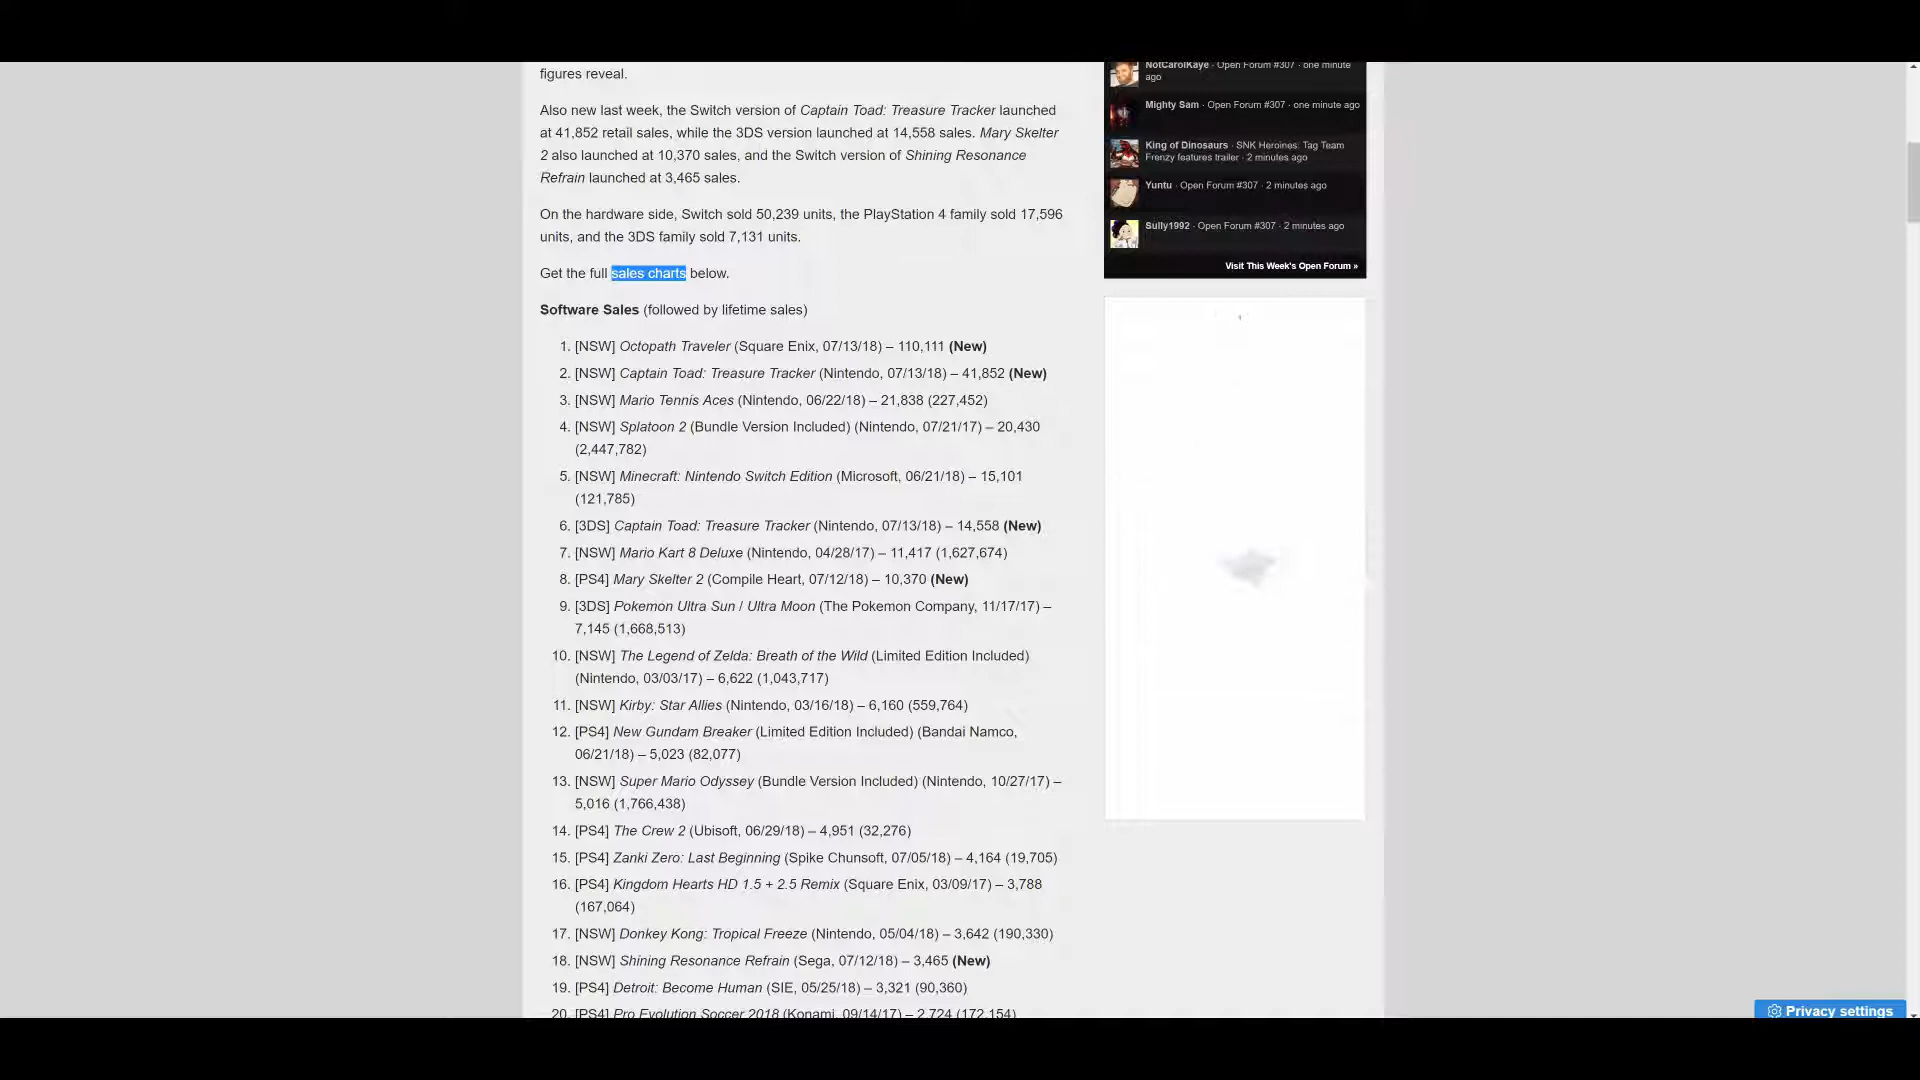 figures reveal.
Also new last week, the Switch version of Captain Toad: Treasure Tracker launched
at 41,852 retail sales, while the 3DS version launched at 14,558 sales. Mary Skelter
2 also launched at 10,370 sales, and the Switch version of Shining Resonance
Refrain launched at 3,465 sales.
On the hardware side, Switch sold 50,239 units, the PlayStation 4 family sold 17,596
units, and the 3DS family sold 7,131 units.
Get the full sales charts below.
Software Sales (followed by lifetime sales)
1. [NSW] Octopath Traveler (Square Enix, 07/13/18) – 110,111 (New)
2. [NSW] Captain Toad: Treasure Tracker (Nintendo, 07/13/18) – 41,852 (New)
3. [NSW] Mario Tennis Aces (Nintendo, 06/22/18) – 21,838 (227,452)
4. [NSW] Splatoon 2 (Bundle Version Included) (Nintendo, 07/21/17) – 20,430
(2,447,782)
5. [NSW] Minecraft: Nintendo Switch Edition (Microsoft, 06/21/18) – 15,101
(121,785)
6. [3DS] Captain Toad: Treasure Tracker (Nintendo, 07/13/18) – 14,558 (New)
7. [NSW] Mario Kart 8 Deluxe (Nintendo, 04/28/17) – 11,417 (1,627,674)
8. [PS4] Mary Skelter 2 (Compile Heart, 07/12/18) – 10,370 (New)
9. [3DS] Pokemon Ultra Sun / Ultra Moon (The Pokemon Company, 11/17/17) –
7,145 (1,668,513)
10. [NSW] The Legend of Zelda: Breath of the Wild (Limited Edition Included)
(Nintendo, 03/03/17) – 6,622 (1,043,717)
11. [NSW] Kirby: Star Allies (Nintendo, 03/16/18) – 6,160 (559,764)
12. [PS4] New Gundam Breaker (Limited Edition Included) (Bandai Namco,
06/21/18) – 5,023 (82,077)
13. [NSW] Super Mario Odyssey (Bundle Version Included) (Nintendo, 10/27/17) –
5,016 (1,766,438)
14. [PS4] The Crew 2 (Ubisoft, 06/29/18) – 4,951 (32,276)
15. [PS4] Zanki Zero: Last Beginning (Spike Chunsoft, 07/05/18) – 4,164 (19,705)
16. [PS4] Kingdom Hearts HD 1.5 + 2.5 Remix (Square Enix, 03/09/17) – 3,788
(167,064)
17. [NSW] Donkey Kong: Tropical Freeze (Nintendo, 05/04/18) – 3,642 (190,330)
18. [NSW] Shining Resonance Refrain (Sega, 07/12/18) – 3,465 (New)
19. [PS4] Detroit: Become Human (SIE, 05/25/18) – 3,321 (90,360)
20. [PS4] Pro Evolution Soccer 2018 (Konami, 09/14/17) – 2,724 (172,154)
NotCarolKaye · Open Forum #307 · one minute
ago
Mighty Sam · Open Forum #307 · one minute ago
King of Dinosaurs · SNK Heroines: Tag Team
Frenzy features trailer · 2 minutes ago
Yuntu · Open Forum #307 · 2 minutes ago
Sully1992 · Open Forum #307 · 2 minutes ago
Visit This Week's Open Forum »
Privacy settings